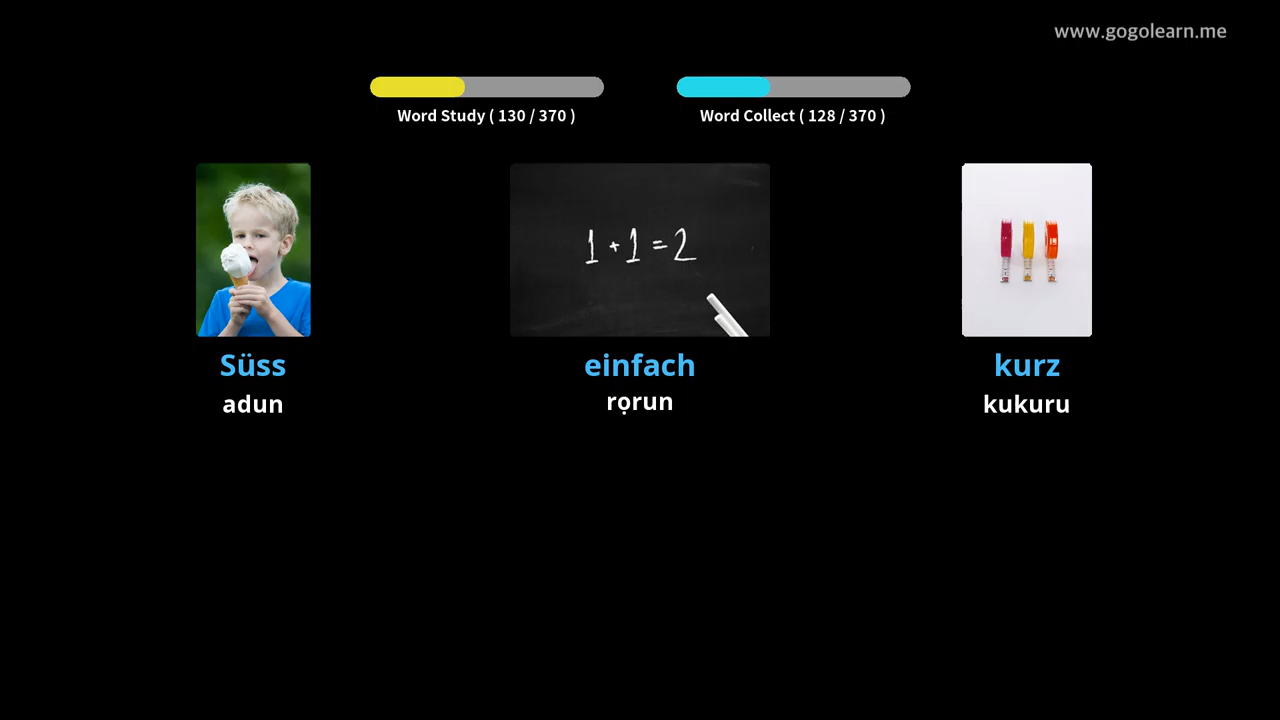 www.gogolearn.me
Word Study ( 130 / 370 )
Word Collect ( 128 / 370 )
1 + 1 = 2
Süss
einfach
kurz
adun
rọrun
kukuru